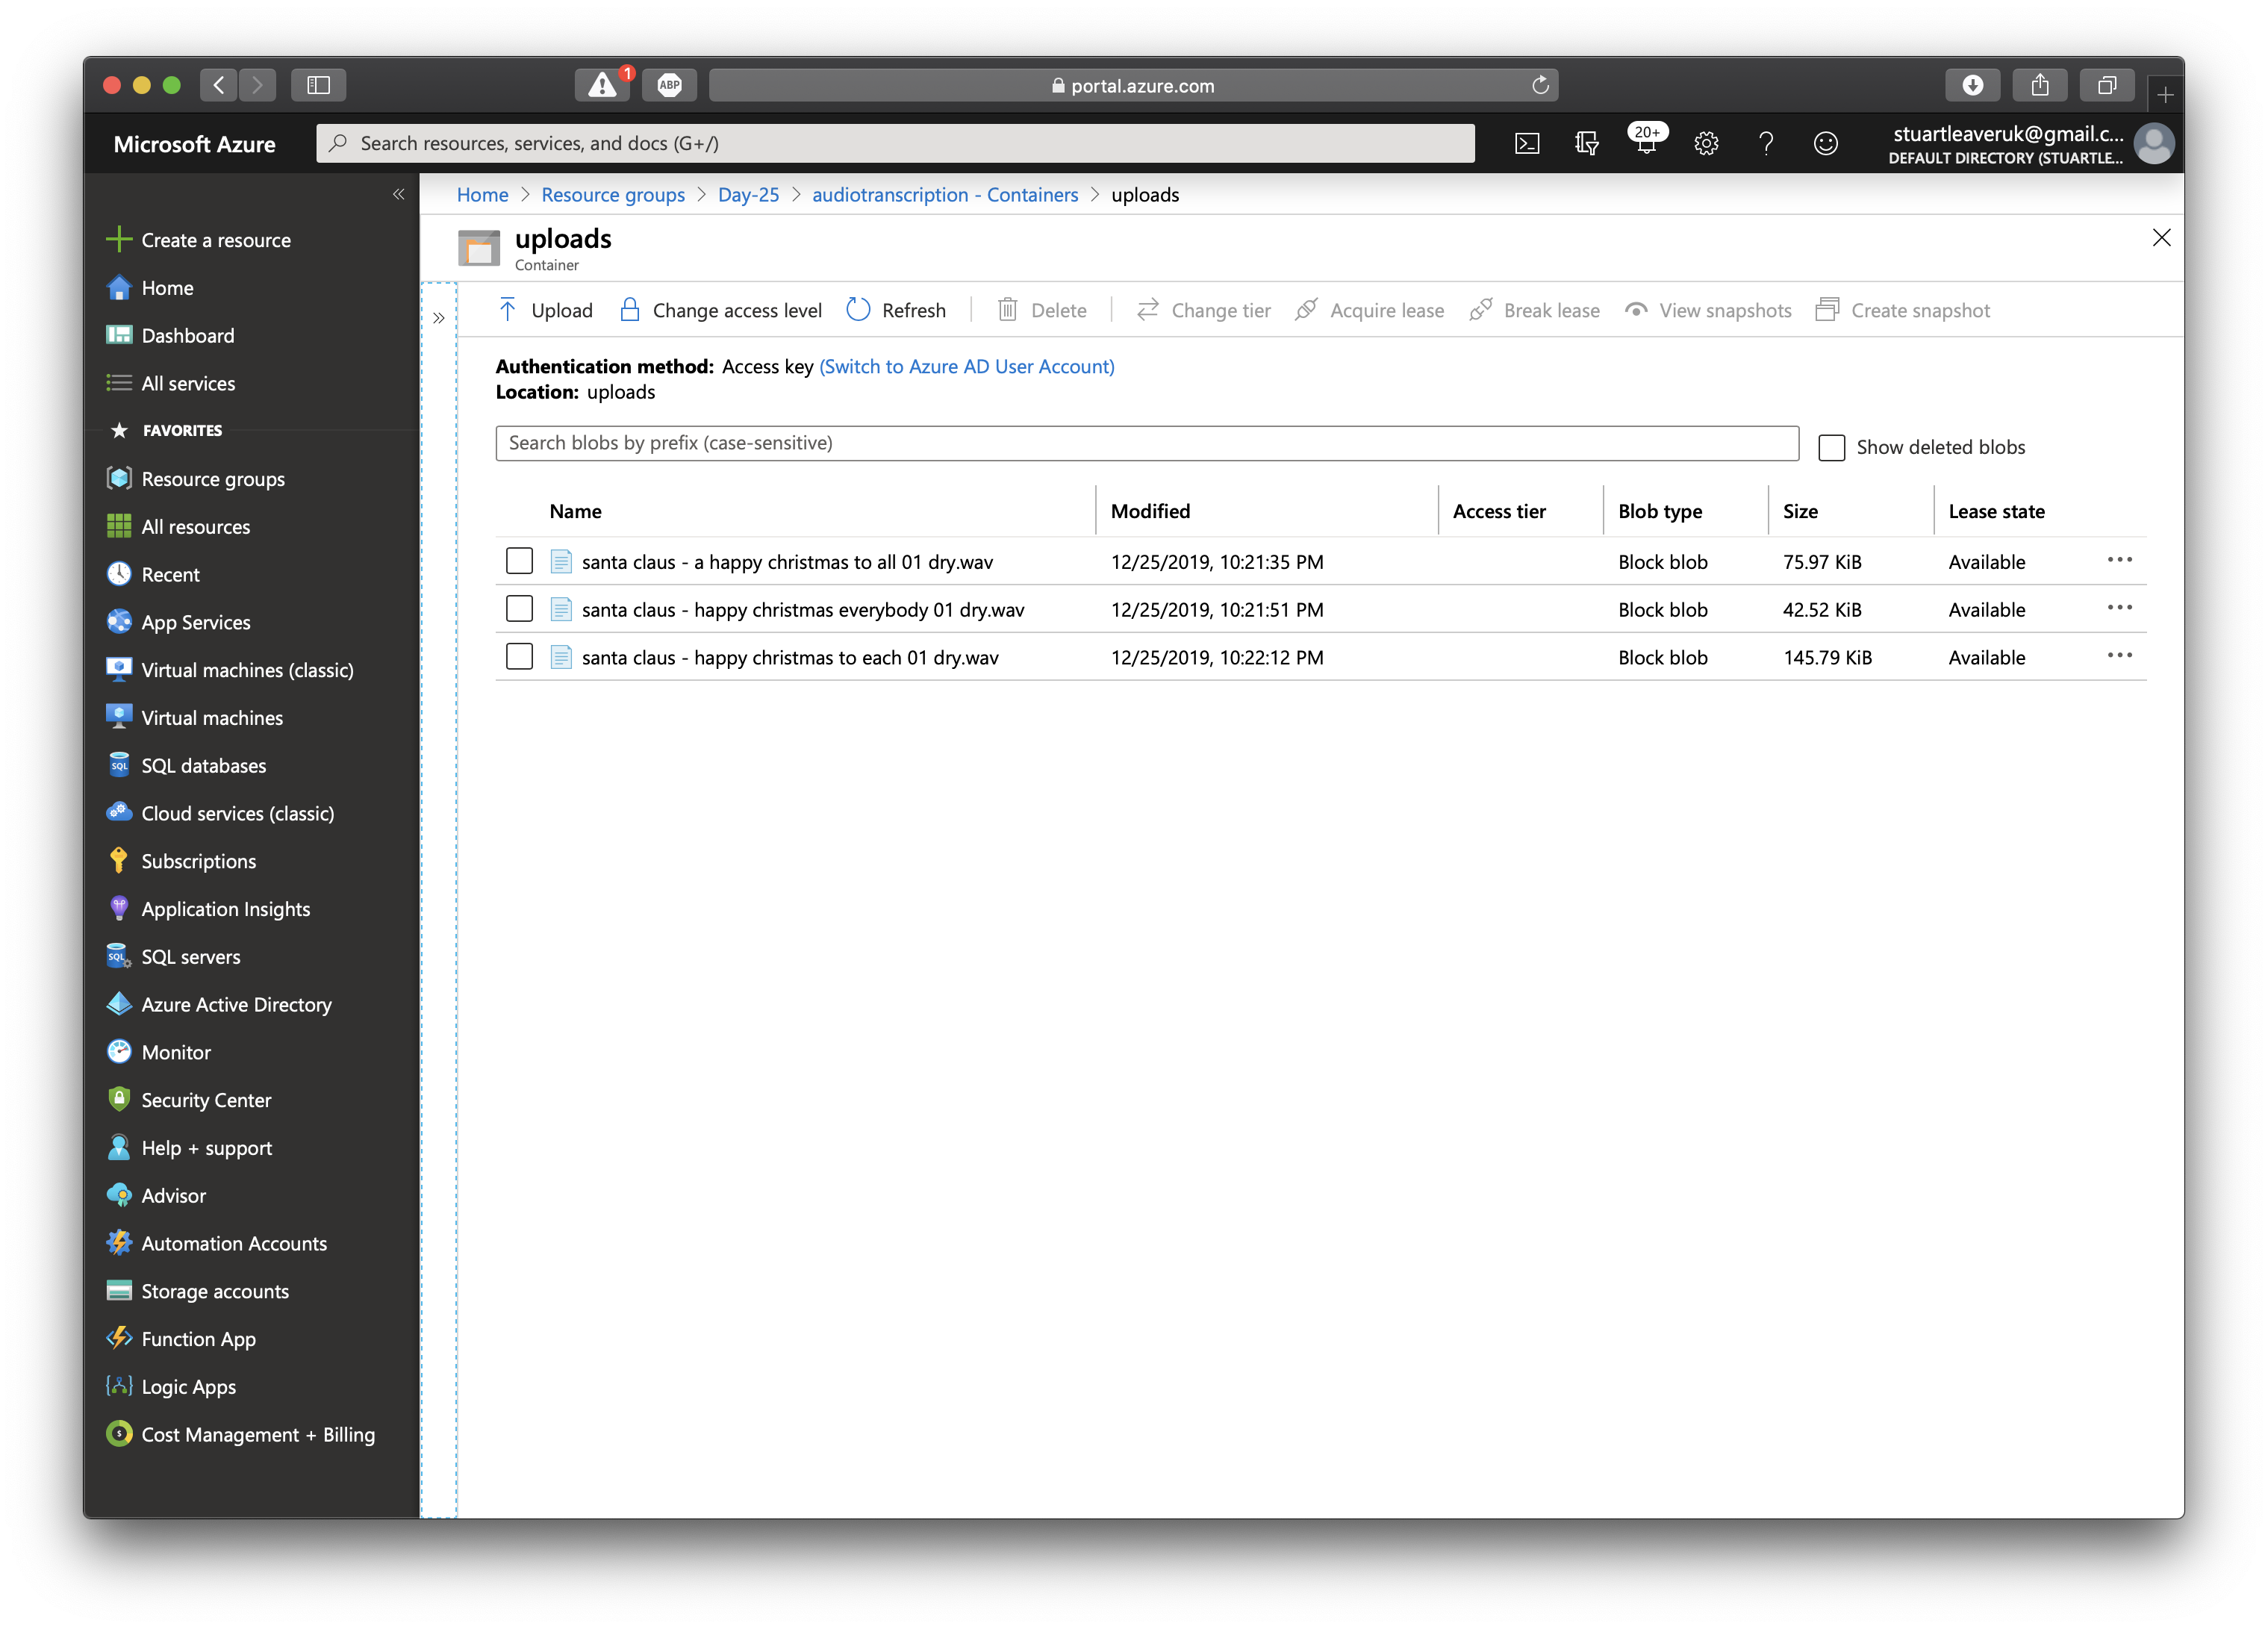 1
ABP
portal.azure.com
Microsoft Azure
Search resources, services, and docs (G+/)
20+
stuartleaveruk@gmail.c...
DEFAULT DIRECTORY (STUARTLE...
Home > Resource groups > Day-25 > audiotranscription - Containers > uploads
uploads
Container
Create a resource
Home
Dashboard
All services
FAVORITES
Resource groups
All resources
Recent
App Services
Virtual machines (classic)
Virtual machines
SQL databases
Cloud services (classic)
Subscriptions
Application Insights
SQL servers
Azure Active Directory
Monitor
Security Center
Help + support
Advisor
Automation Accounts
Storage accounts
Function App
Logic Apps
Cost Management + Billing
Upload Change access level Refresh Delete Change tier Acquire lease Break lease View snapshots Create snapshot
Authentication method: Access key (Switch to Azure AD User Account)
Location: uploads
Search blobs by prefix (case-sensitive)
Show deleted blobs
Name Modified Access tier Blob type Size Lease state
santa claus - a happy christmas to all 01 dry.wav 12/25/2019, 10:21:35 PM Block blob 75.97 KiB Available
santa claus - happy christmas everybody 01 dry.wav 12/25/2019, 10:21:51 PM Block blob 42.52 KiB Available
santa claus - happy christmas to each 01 dry.wav 12/25/2019, 10:22:12 PM Block blob 145.79 KiB Available